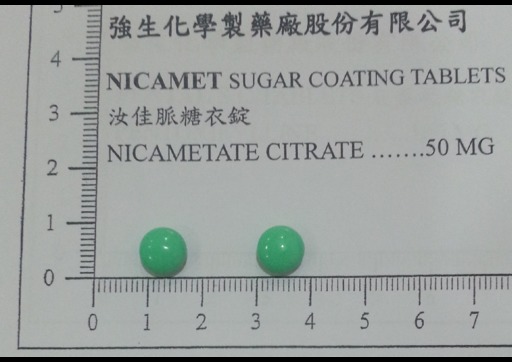 強生化學製藥廠股份有限公司
NICAMET SUGAR COATING TABLETS
汝佳脈糖衣錠
NICAMETATE CITRATE .......50 MG
5
4
3
2
1
0
0 1 2 3 4 5 6 7